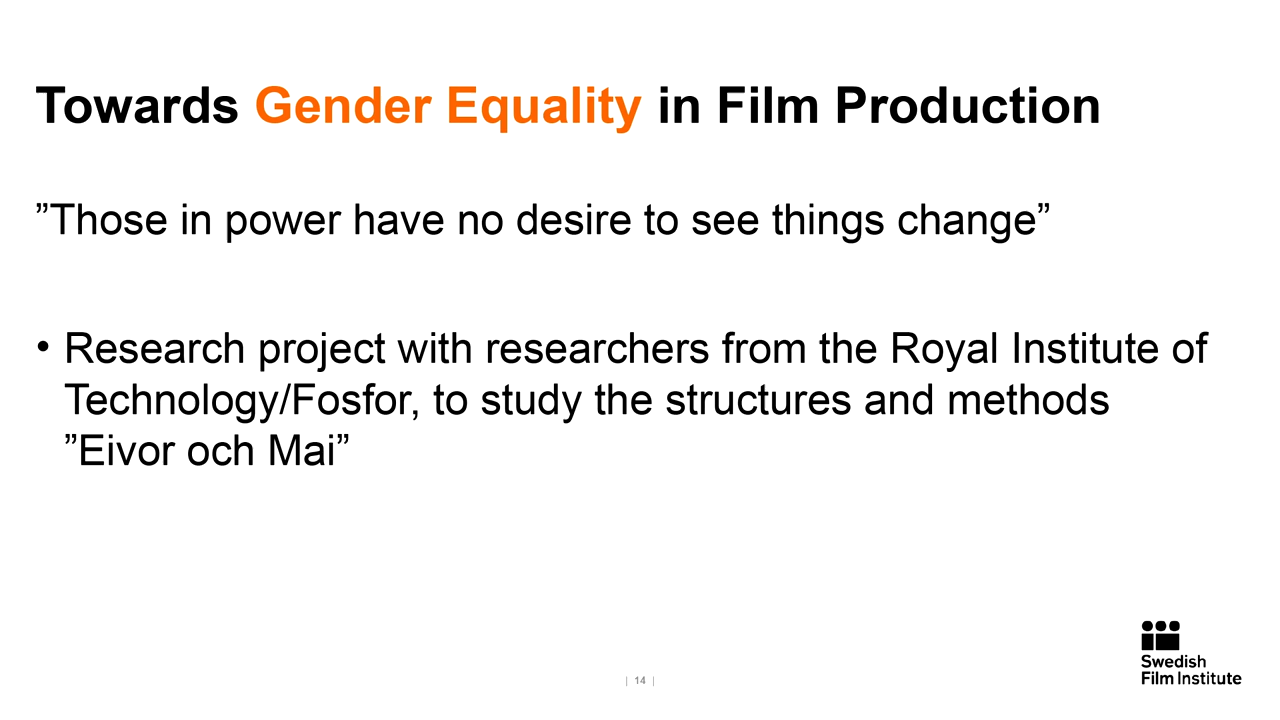 Towards Gender Equality in Film Production
”Those in power have no desire to see things change”
• Research project with researchers from the Royal Institute of
Technology/Fosfor, to study the structures and methods
”Eivor och Mai”
| 14 |
Swedish
Film Institute